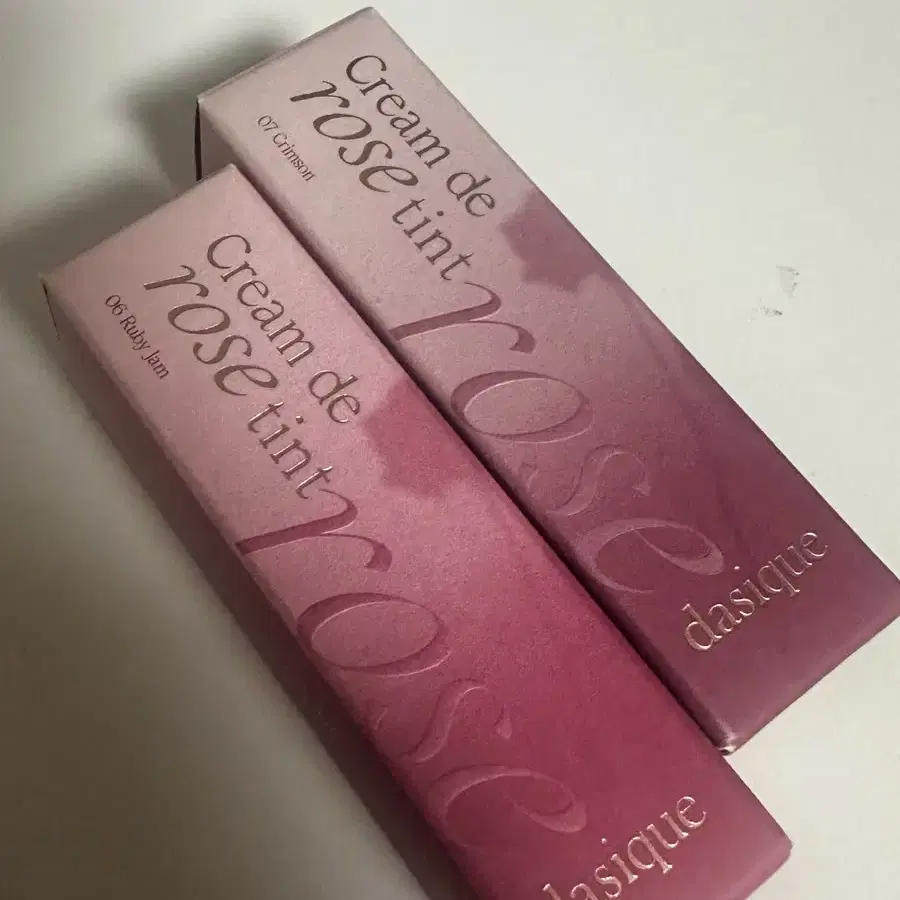 Cream de
rose tint
07 Crimson
rose
dasique
Cream de
rose tint
06 Ruby Jam
rose
dasique